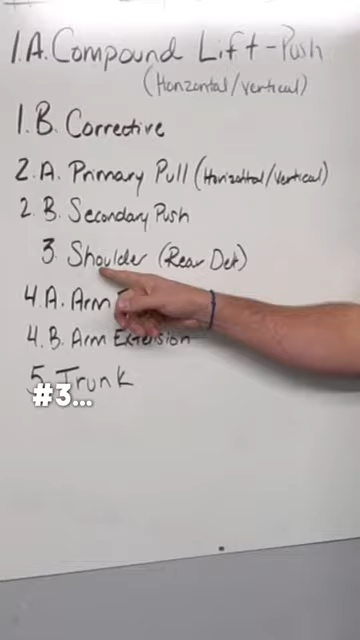 1.A. Compound Lift - Push
(Horizontal/vertical)
1.B. Corrective
2.A. Primary Pull (Horizontal/vertical)
2.B. Secondary Push
3. Shoulder (Rear Delt)
4.A. Arm
4.B. Arm Extension
5. Trunk
#3...